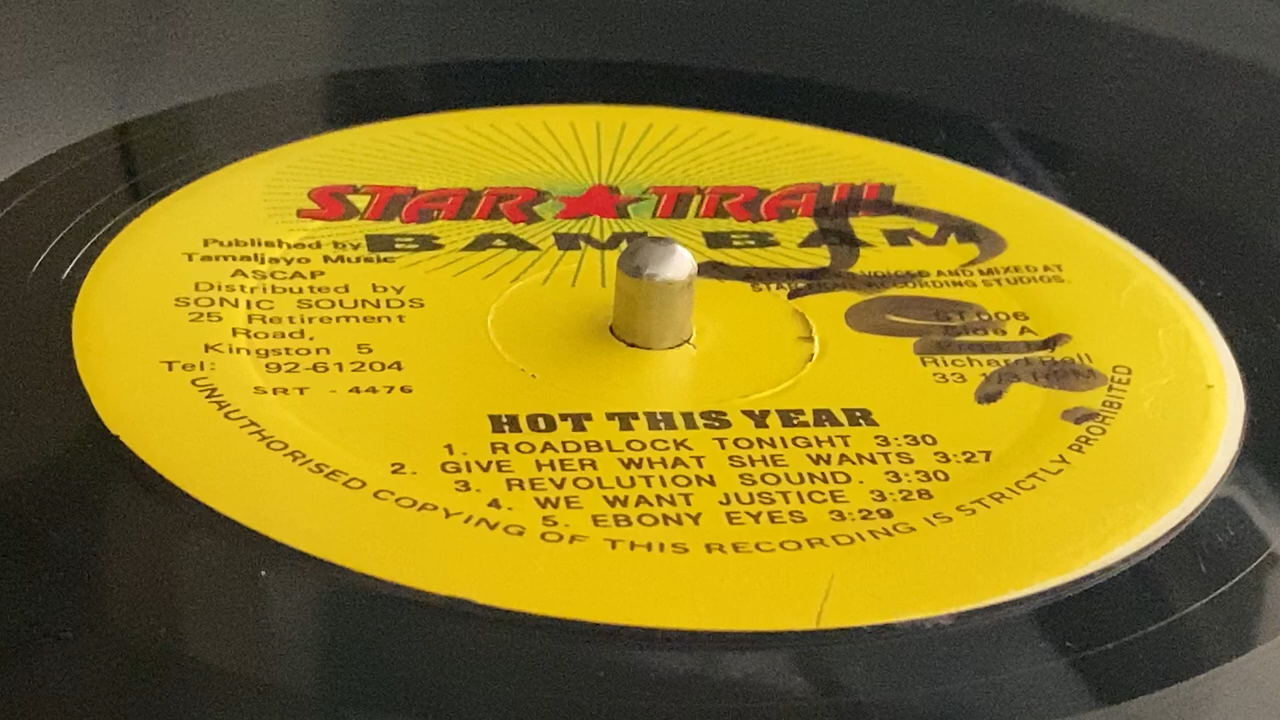 STAR TRAIL
BAM BAM
Published by
Tamaljayo Music
ASCAP
Distributed by
SONIC SOUNDS
25 Retirement
Road,
Kingston 5
Tel: 92-61204
SRT - 4476
VOICED AND MIXED AT
RECORDING STUDIOS.
ST 006
Side A
Richard Bell
33 1/3 RPM
HOT THIS YEAR
1. ROADBLOCK TONIGHT 3:30
2. GIVE HER WHAT SHE WANTS 3:27
3. REVOLUTION SOUND. 3:30
4. WE WANT JUSTICE 3:28
5. EBONY EYES 3:29
UNAUTHORISED COPYING OF THIS RECORDING IS STRICTLY PROHIBITED